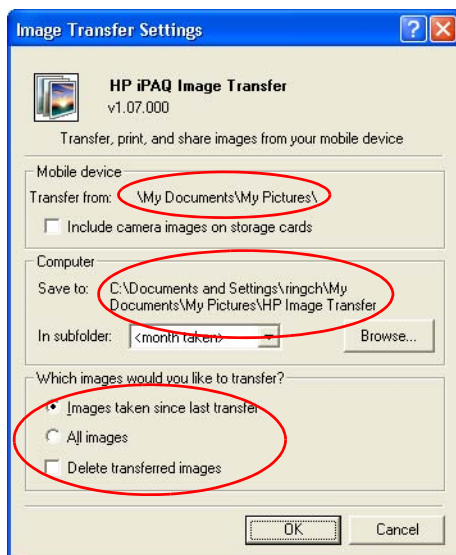 Image Transfer Settings
HP iPAQ Image Transfer
v1.07.000
Transfer, print, and share images from your mobile device
Mobile device
Transfer from: \My Documents\My Pictures\
Include camera images on storage cards
Computer
Save to: C:\Documents and Settings\ringch\My
Documents\My Pictures\HP Image Transfer
In subfolder: <month taken> Browse...
Which images would you like to transfer?
Images taken since last transfer
All images
Delete transferred images
OK Cancel